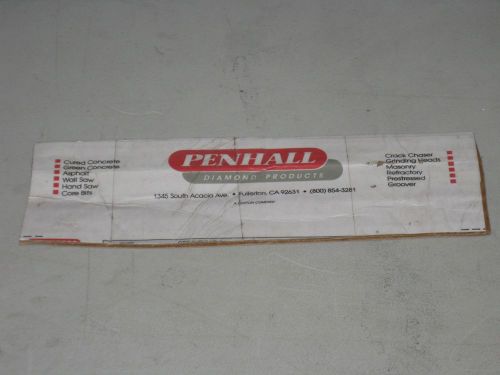 Cured Concrete
Green Concrete
Asphalt
Wall Saw
Hand Saw
Core Bits
PENHALL
DIAMOND PRODUCTS
1345 South Acacia Ave. • Fullerton, CA 92631 • (800) 854-3281
Crack Chaser
Grinding Heads
Masonry
Refractory
Prestressed
Groover